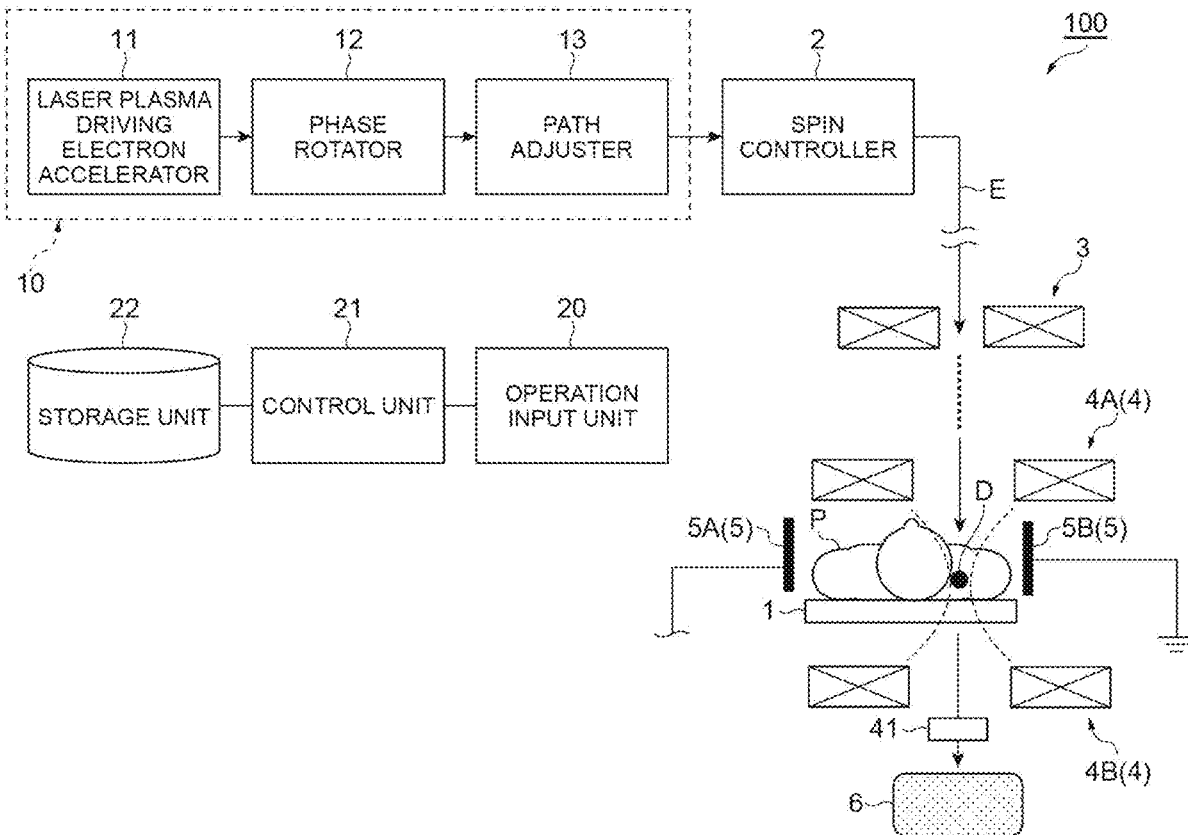 11
12
13
2
100
LASER PLASMA
DRIVING
ELECTRON
ACCELERATOR
PHASE
ROTATOR
PATH
ADJUSTER
SPIN
CONTROLLER
E
10
3
22
21
20
STORAGE UNIT
CONTROL UNIT
OPERATION
INPUT UNIT
4A(4)
D
5A(5)
P
5B(5)
1
41
4B(4)
6